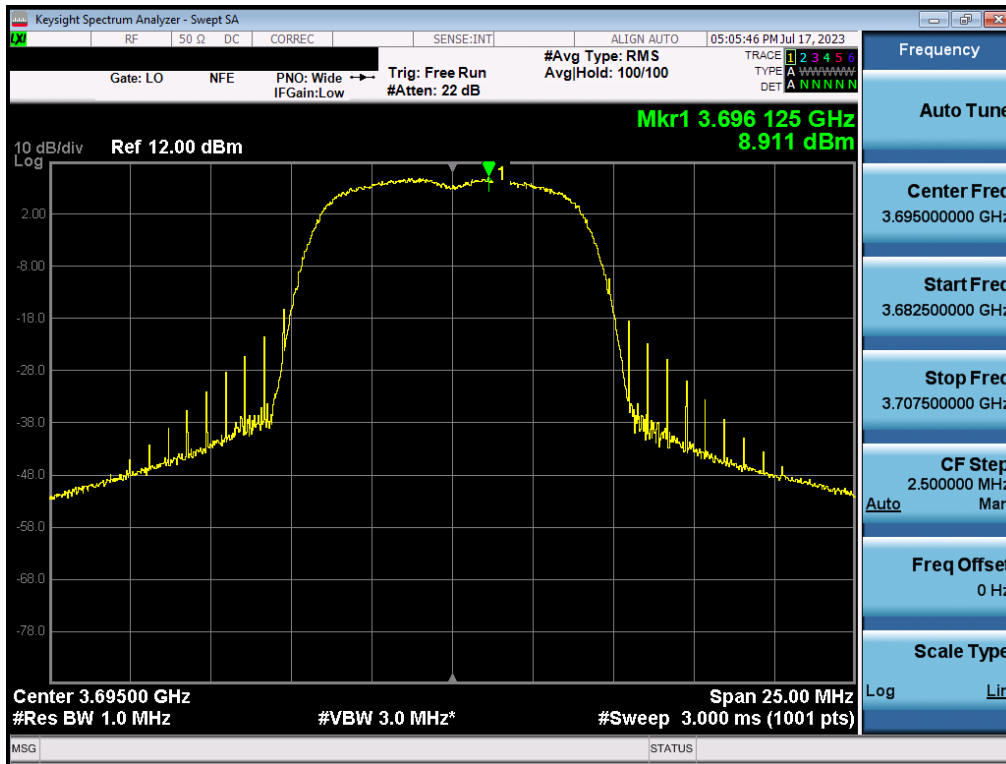 Keysight Spectrum Analyzer - Swept SA
LXI
RF 50 Ω DC CORREC SENSE:INT ALIGN AUTO 05:05:46 PM Jul 17, 2023
Gate: LO NFE PNO: Wide Trig: Free Run #Avg Type: RMS TRACE 1 2 3 4 5 6
IFGain:Low #Atten: 22 dB Avg|Hold: 100/100 TYPE A WWWWW
DET A N N N N N
Mkr1 3.696 125 GHz
8.911 dBm
10 dB/div Ref 12.00 dBm
Log
1
2.00
-8.00
-18.0
-28.0
-38.0
-48.0
-58.0
-68.0
-78.0
Center 3.69500 GHz Span 25.00 MHz
#Res BW 1.0 MHz #VBW 3.0 MHz* #Sweep 3.000 ms (1001 pts)
MSG STATUS
Frequency
Auto Tune
Center Freq
3.695000000 GHz
Start Freq
3.682500000 GHz
Stop Freq
3.707500000 GHz
CF Step
2.500000 MHz
Auto Man
Freq Offset
0 Hz
Scale Type
Log Lin